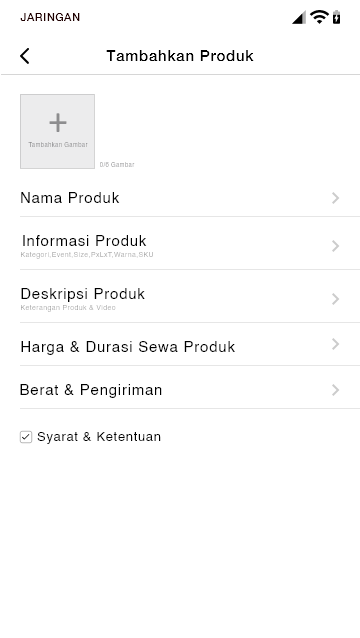 JARINGAN
Tambahkan Produk
Tambahkan Gambar
0/6 Gambar
Nama Produk
Informasi Produk
Kategori,Event,Size,PxLxT,Warna,SKU
Deskripsi Produk
Keterangan Produk & Video
Harga & Durasi Sewa Produk
Berat & Pengiriman
Syarat & Ketentuan